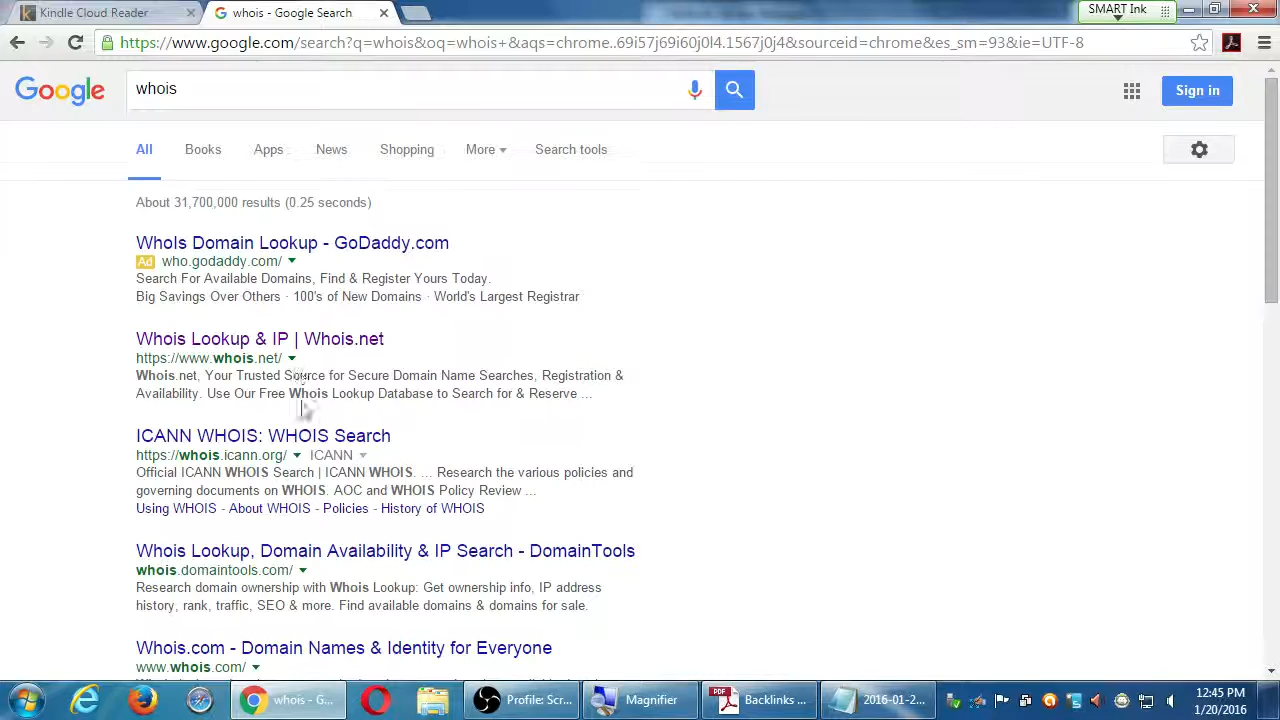 Kindle Cloud Reader
whois - Google Search
SMART Ink
https://www.google.com/search?q=whois&oq=whois+&aqs=chrome..69i57j69i60j0l4.1567j0j4&sourceid=chrome&es_sm=93&ie=UTF-8
Google
whois
Sign in
All
Books
Apps
News
Shopping
More
Search tools
About 31,700,000 results (0.25 seconds)
WhoIs Domain Lookup - GoDaddy.com
Ad who.godaddy.com/
Search For Available Domains, Find & Register Yours Today.
Big Savings Over Others · 100's of New Domains · World's Largest Registrar
Whois Lookup & IP | Whois.net
https://www.whois.net/
Whois.net, Your Trusted Source for Secure Domain Name Searches, Registration &
Availability. Use Our Free Whois Lookup Database to Search for & Reserve ...
ICANN WHOIS: WHOIS Search
https://whois.icann.org/ ICANN
Official ICANN WHOIS Search | ICANN WHOIS. ... Research the various policies and
governing documents on WHOIS. AOC and WHOIS Policy Review ...
Using WHOIS - About WHOIS - Policies - History of WHOIS
Whois Lookup, Domain Availability & IP Search - DomainTools
whois.domaintools.com/
Research domain ownership with Whois Lookup: Get ownership info, IP address
history, rank, traffic, SEO & more. Find available domains & domains for sale.
Whois.com - Domain Names & Identity for Everyone
www.whois.com/
whois - G...
Profile: Scr...
Magnifier
PDF
Backlinks ...
2016-01-2...
12:45 PM
1/20/2016